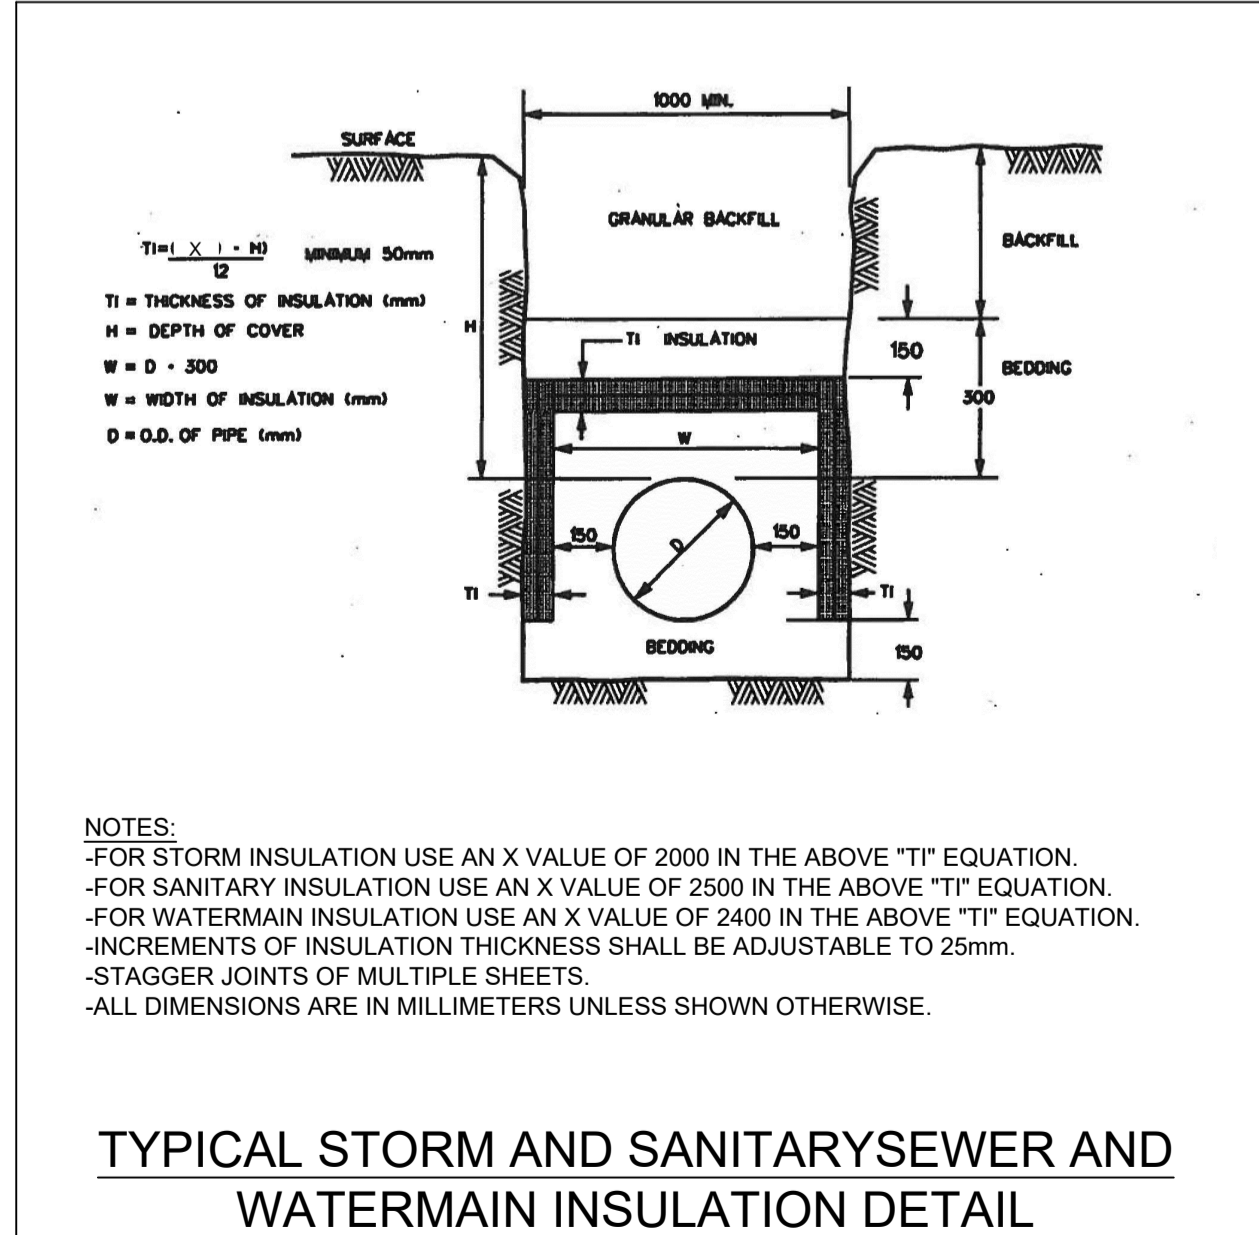 1000 MIN.
SURFACE
GRANULAR BACKFILL
BACKFILL
TI=( X ) - H)
12
MINIMUM 50mm
TI = THICKNESS OF INSULATION (mm)
H = DEPTH OF COVER
W = D + 300
W = WIDTH OF INSULATION (mm)
D = O.D. OF PIPE (mm)
H
TI INSULATION
150
BEDDING
300
W
150
D
150
TI
TI
BEDDING
150
NOTES:
-FOR STORM INSULATION USE AN X VALUE OF 2000 IN THE ABOVE "TI" EQUATION.
-FOR SANITARY INSULATION USE AN X VALUE OF 2500 IN THE ABOVE "TI" EQUATION.
-FOR WATERMAIN INSULATION USE AN X VALUE OF 2400 IN THE ABOVE "TI" EQUATION.
-INCREMENTS OF INSULATION THICKNESS SHALL BE ADJUSTABLE TO 25mm.
-STAGGER JOINTS OF MULTIPLE SHEETS.
-ALL DIMENSIONS ARE IN MILLIMETERS UNLESS SHOWN OTHERWISE.
TYPICAL STORM AND SANITARYSEWER AND
WATERMAIN INSULATION DETAIL